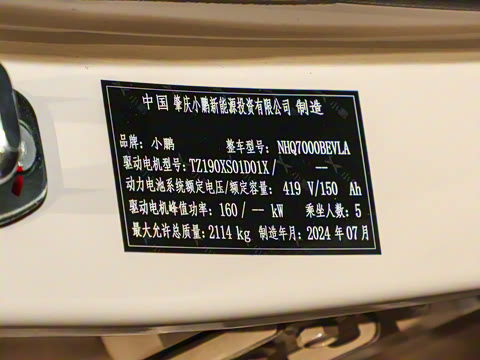 中国 肇庆小鹏新能源投资有限公司 制造
品牌: 小鹏 整车型号: NHQ7000BEVLA
驱动电机型号: TZ190XS01D01X / —
动力电池系统额定电压/额定容量: 419 V/150 Ah
驱动电机峰值功率: 160 / — kW 乘坐人数: 5
最大允许总质量: 2114 kg 制造年月: 2024 年 07 月